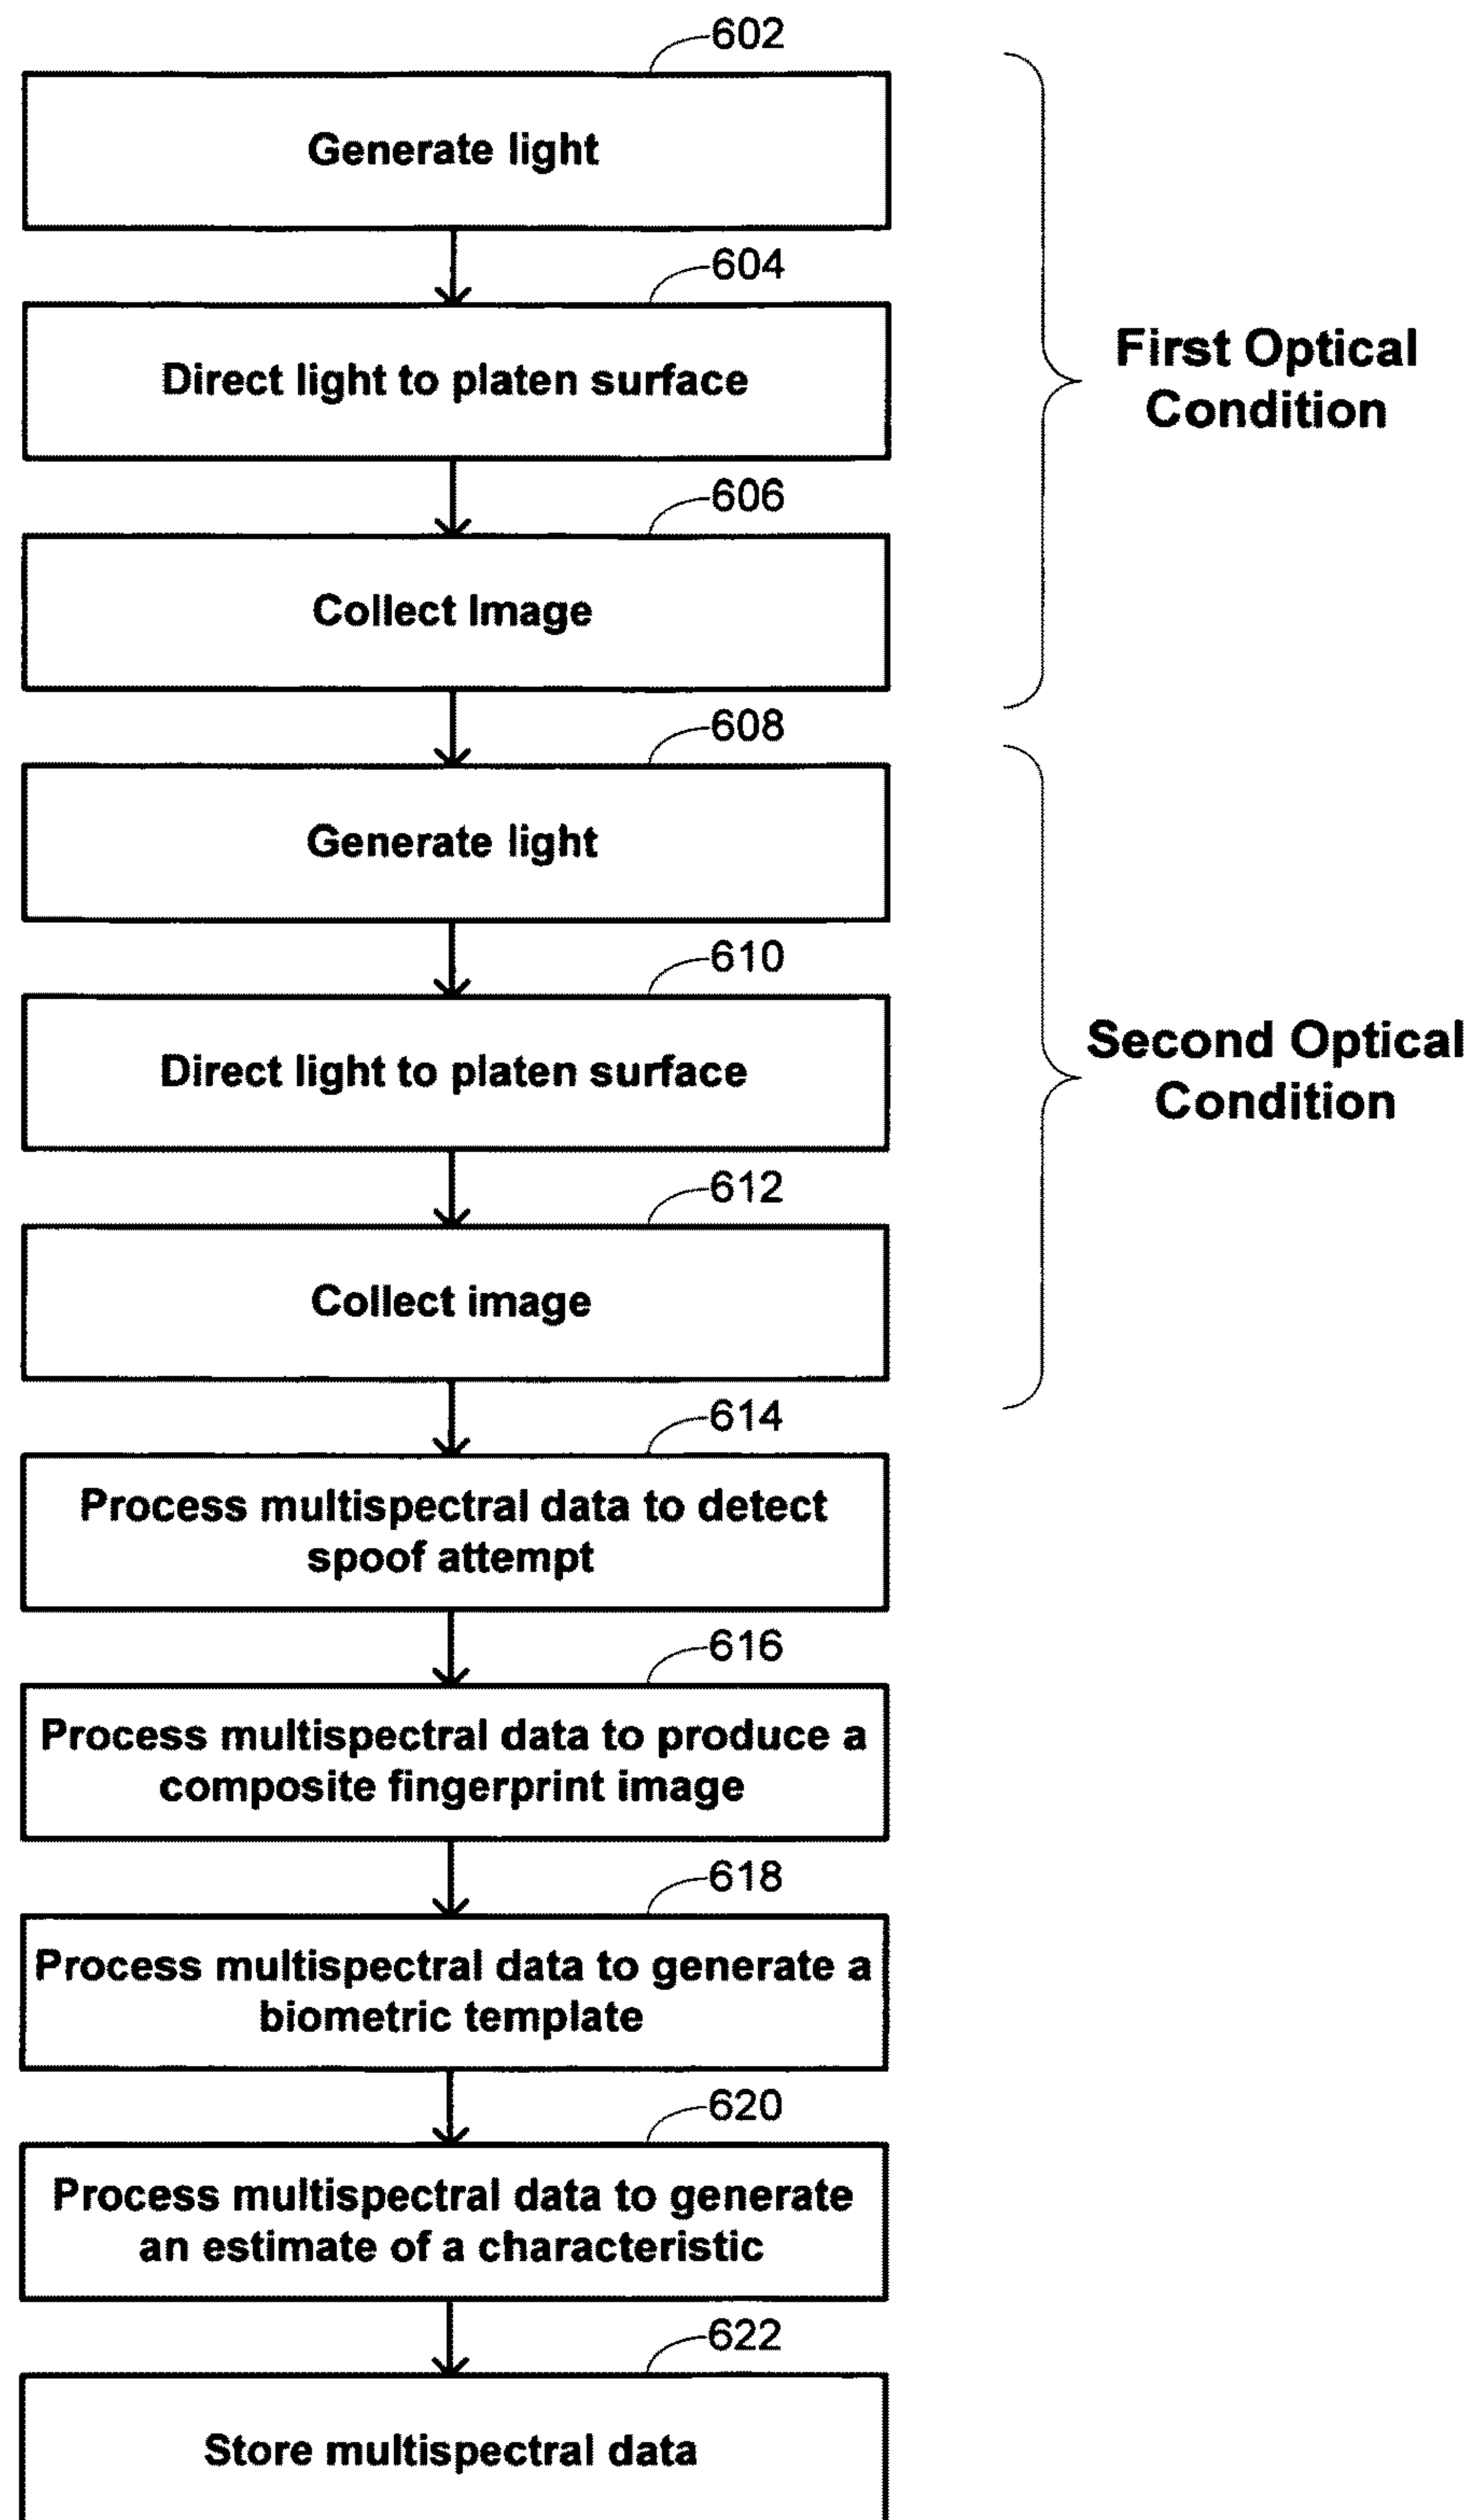 602
Generate light
604
Direct light to platen surface
First Optical
Condition
606
Collect Image
608
Generate light
610
Direct light to platen surface
Second Optical
Condition
612
Collect image
614
Process multispectral data to detect
spoof attempt
616
Process multispectral data to produce a
composite fingerprint image
618
Process multispectral data to generate a
biometric template
620
Process multispectral data to generate
an estimate of a characteristic
622
Store multispectral data